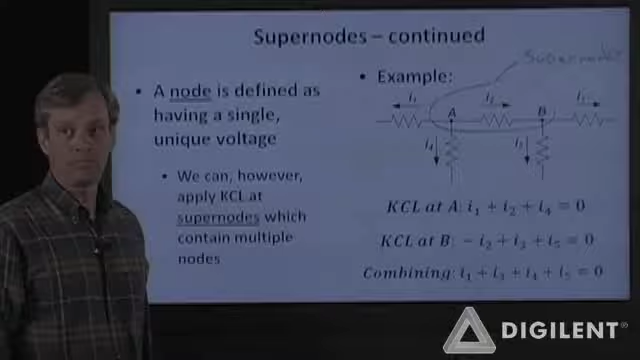 Supernodes – continued
• A node is defined as
having a single,
unique voltage
• We can, however,
apply KCL at
supernodes which
contain multiple
nodes
• Example:
Supernode
i₁ A i₂ B
i₄ i₃
KCL at A: i₁ + i₂ + i₄ = 0
KCL at B: − i₂ + i₃ + i₅ = 0
Combining: i₁ + i₃ + i₄ + i₅ = 0
DIGILENT®